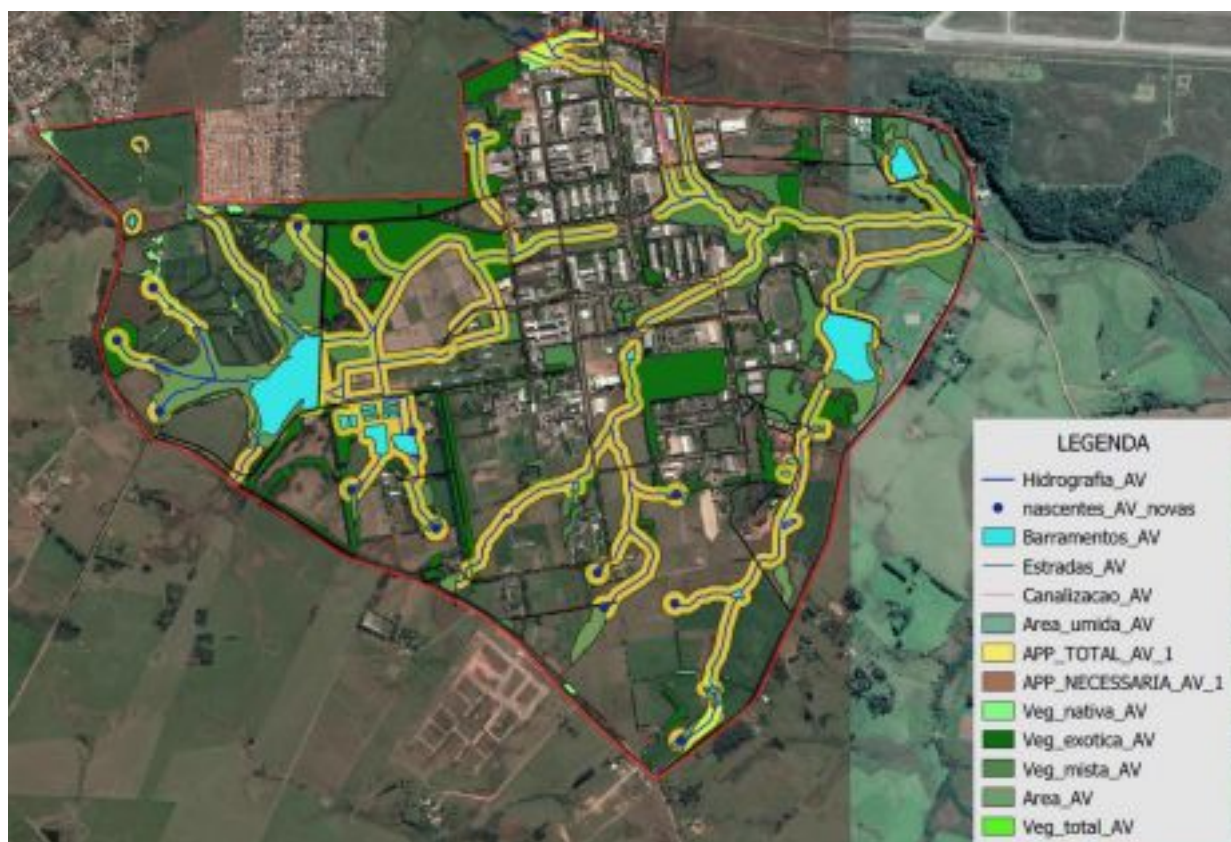 LEGENDA
Hidrografia_AV
nascentes_AV_novas
Barramentos_AV
Estradas_AV
Canalizacao_AV
Area_umida_AV
APP_TOTAL_AV_1
APP_NECESSARIA_AV_1
Veg_nativa_AV
Veg_exotica_AV
Veg_mista_AV
Area_AV
Veg_total_AV